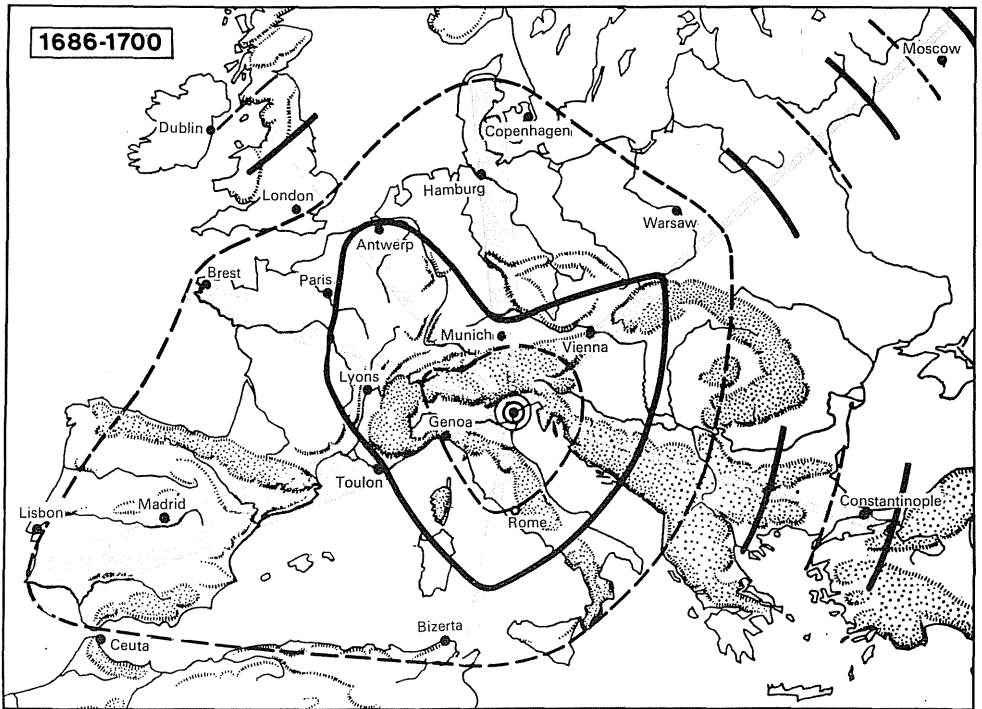 1686-1700
Moscow
Dublin
Copenhagen
Hamburg
London
Warsaw
Antwerp
Brest
Paris
Munich
Vienna
Lyons
Genoa
Toulon
Madrid
Constantinople
Lisbon
Rome
Bizerta
Ceuta